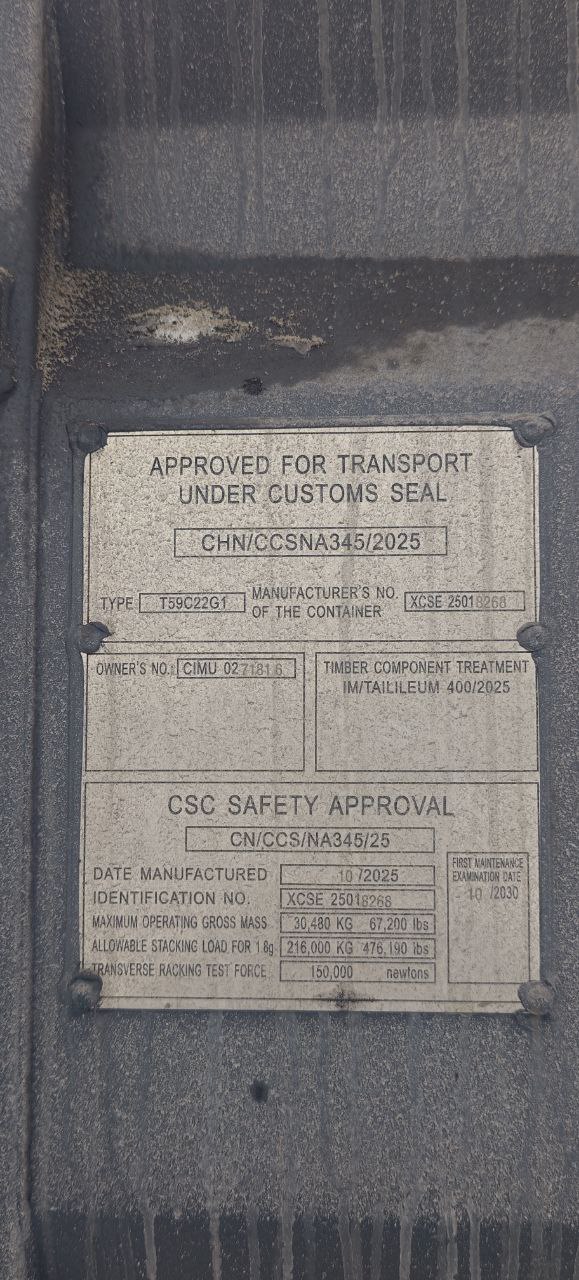 APPROVED FOR TRANSPORT
UNDER CUSTOMS SEAL
CHN/CCSNA345/2025
TYPE T59C22G1 MANUFACTURER'S NO. OF THE CONTAINER XCSE 25018268
OWNER'S NO.: CIMU 027181 6
TIMBER COMPONENT TREATMENT
IM/TAILILEUM 400/2025
CSC SAFETY APPROVAL
CN/CCS/NA345/25
DATE MANUFACTURED 10 /2025
IDENTIFICATION NO. XCSE 25018268
MAXIMUM OPERATING GROSS MASS 30,480 KG 67,200 lbs
ALLOWABLE STACKING LOAD FOR 1.8g 216,000 KG 476,190 lbs
TRANSVERSE RACKING TEST FORCE 150,000 newtons
FIRST MAINTENANCE
EXAMINATION DATE
10 /2030